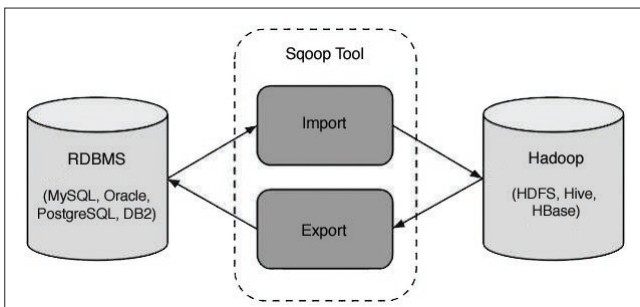 Sqoop Tool
Import
RDBMS
(MySQL, Oracle,
PostgreSQL, DB2)
Hadoop
(HDFS, Hive,
HBase)
Export